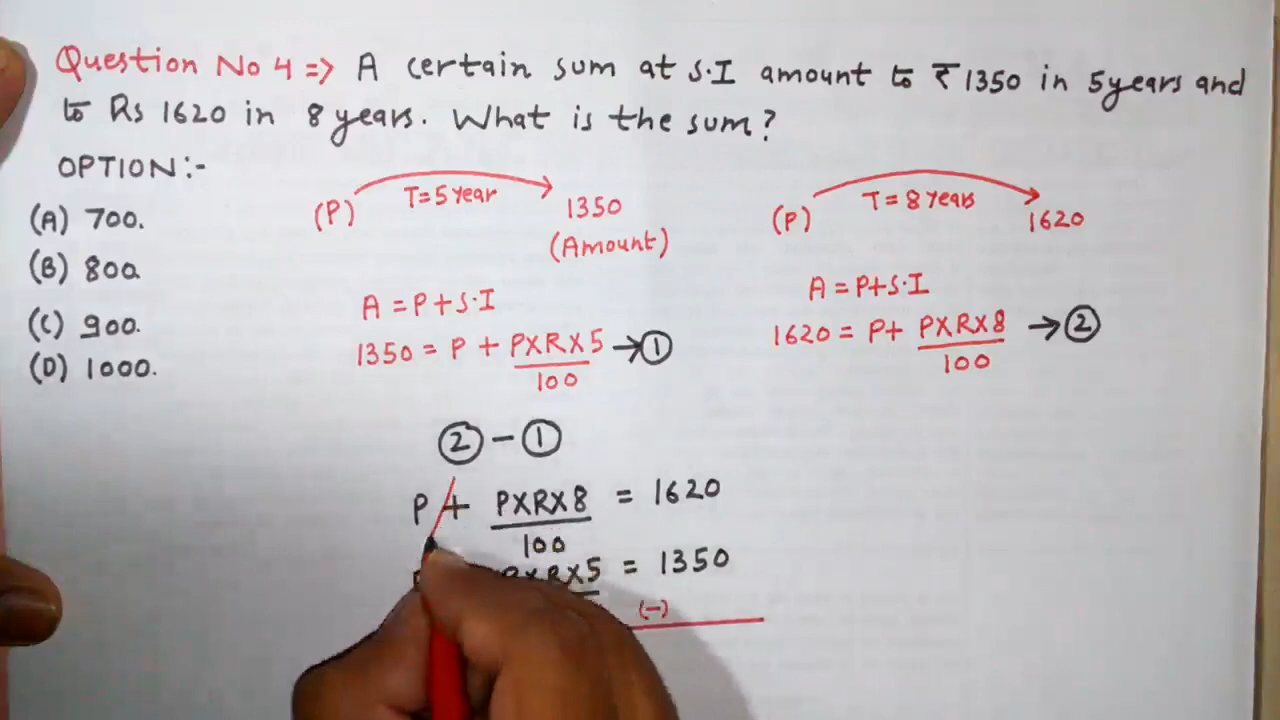 Question No 4 => A certain sum at S.I amount to ₹ 1350 in 5 years and
to Rs 1620 in 8 years. What is the sum?
OPTION:-
(A) 700.
(B) 800.
(C) 900.
(D) 1000.
(P) T = 5 Year 1350
(Amount)
A = P + S.I
1350 = P + PXRX5 → ①
100
(P) T = 8 Years 1620
A = P + S.I
1620 = P + PXRX8 → ②
100
② - ①
P + PXRX8 = 1620
100
PXRX5 = 1350
(-)